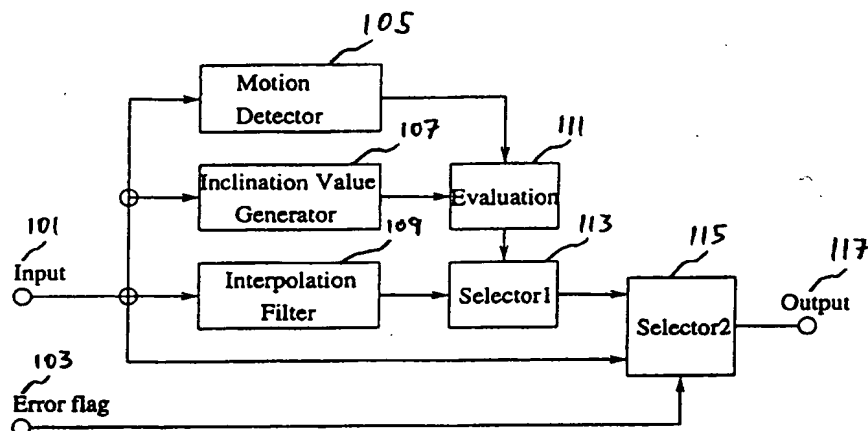 105
Motion
Detector
107
111
Inclination Value
Generator
Evaluation
101
109
113
115
117
Input
Interpolation
Filter
Selector1
Selector2
Output
103
Error flag